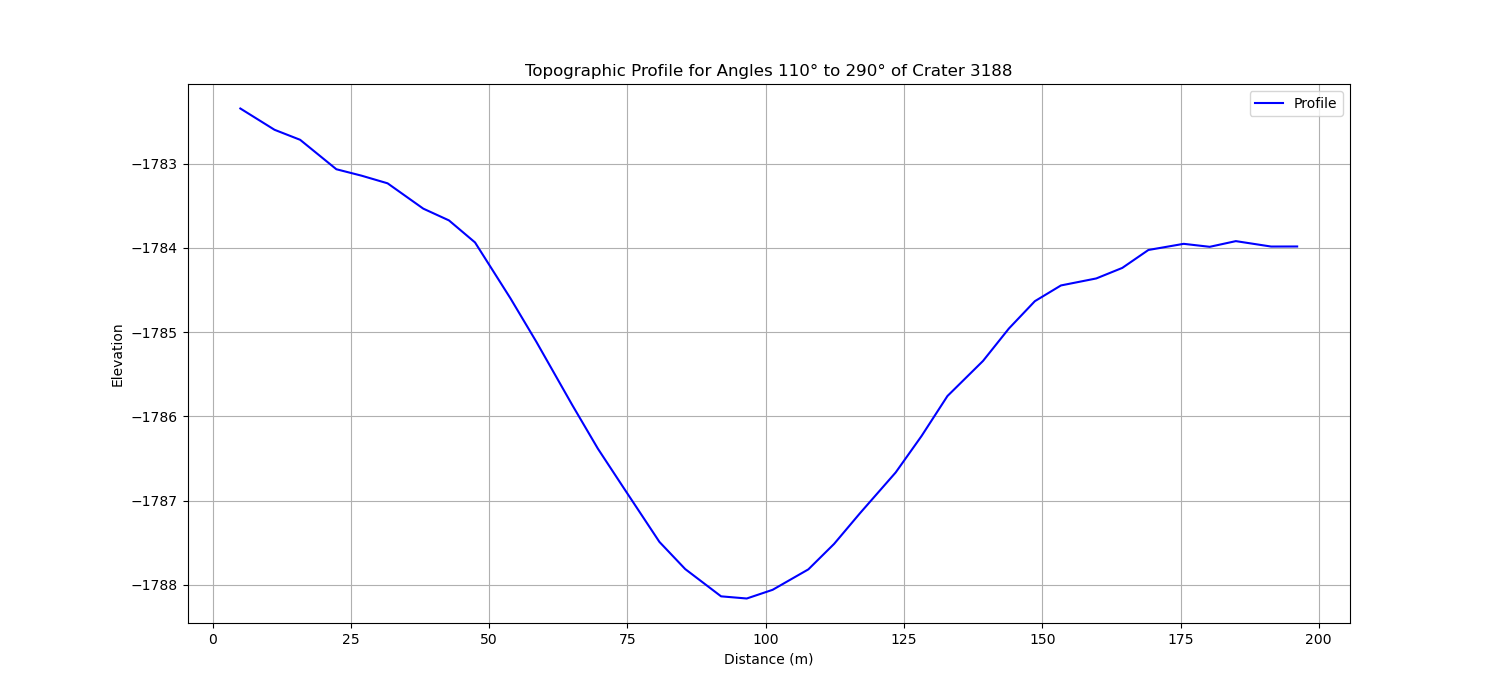 Topographic Profile for Angles 110° to 290° of Crater 3188
Profile
−1783
−1784
−1785
−1786
−1787
−1788
Elevation
0 25 50 75 100 125 150 175 200
Distance (m)